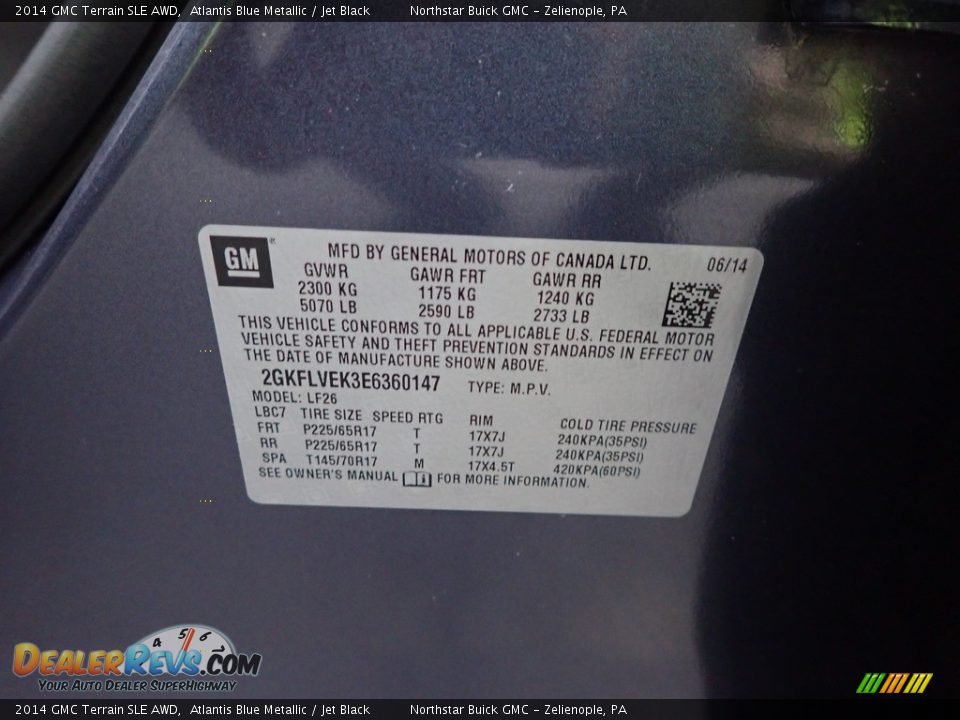 2014 GMC Terrain SLE AWD, Atlantis Blue Metallic / Jet Black Northstar Buick GMC - Zelienople, PA
GM ®
MFD BY GENERAL MOTORS OF CANADA LTD. 06/14
GVWR GAWR FRT GAWR RR
2300 KG 1175 KG 1240 KG
5070 LB 2590 LB 2733 LB
THIS VEHICLE CONFORMS TO ALL APPLICABLE U.S. FEDERAL MOTOR
VEHICLE SAFETY AND THEFT PREVENTION STANDARDS IN EFFECT ON
THE DATE OF MANUFACTURE SHOWN ABOVE.
2GKFLVEK3E6360147 TYPE: M.P.V.
MODEL: LF26
LBC7 TIRE SIZE SPEED RTG RIM COLD TIRE PRESSURE
FRT P225/65R17 T 17X7J 240KPA(35PSI)
RR P225/65R17 T 17X7J 240KPA(35PSI)
SPA T145/70R17 M 17X4.5T 420KPA(60PSI)
SEE OWNER'S MANUAL FOR MORE INFORMATION.
4 5 6 7
DEALERREVS.COM
YOUR AUTO DEALER SUPERHIGHWAY
2014 GMC Terrain SLE AWD, Atlantis Blue Metallic / Jet Black Northstar Buick GMC - Zelienople, PA